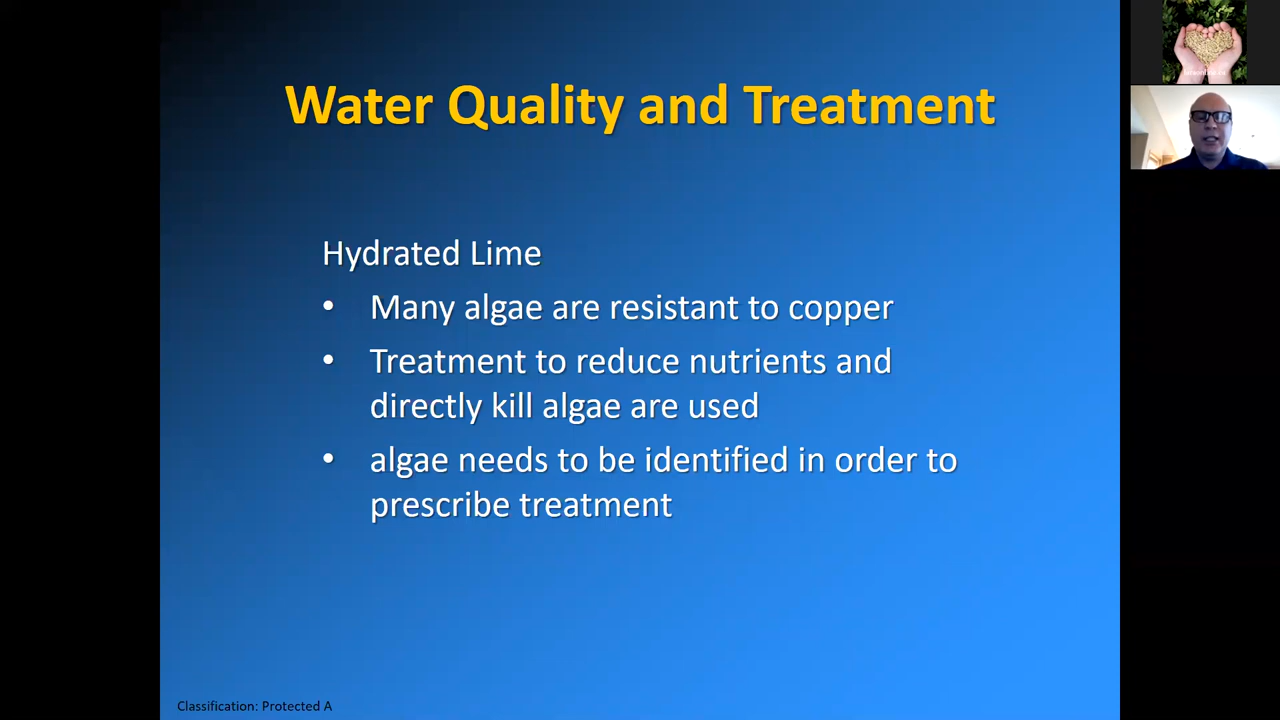 Water Quality and Treatment
Hydrated Lime
• Many algae are resistant to copper
• Treatment to reduce nutrients and
directly kill algae are used
• algae needs to be identified in order to
prescribe treatment
Classification: Protected A